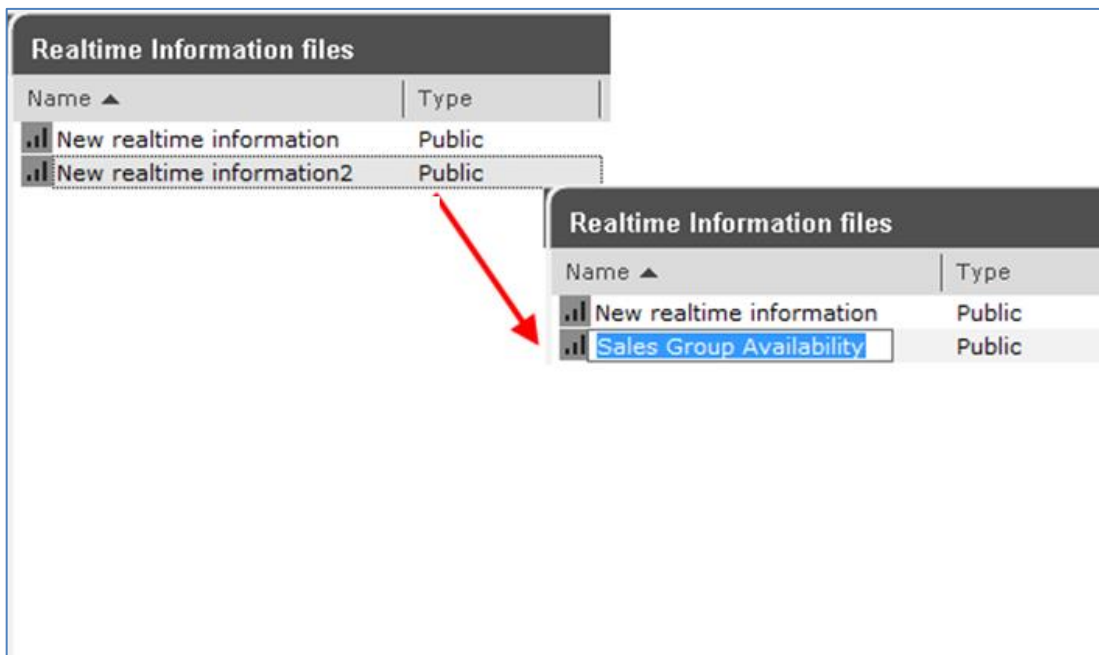 Realtime Information files
Name Type
New realtime information Public
New realtime information2 Public
Realtime Information files
Name Type
New realtime information Public
Sales Group Availability Public